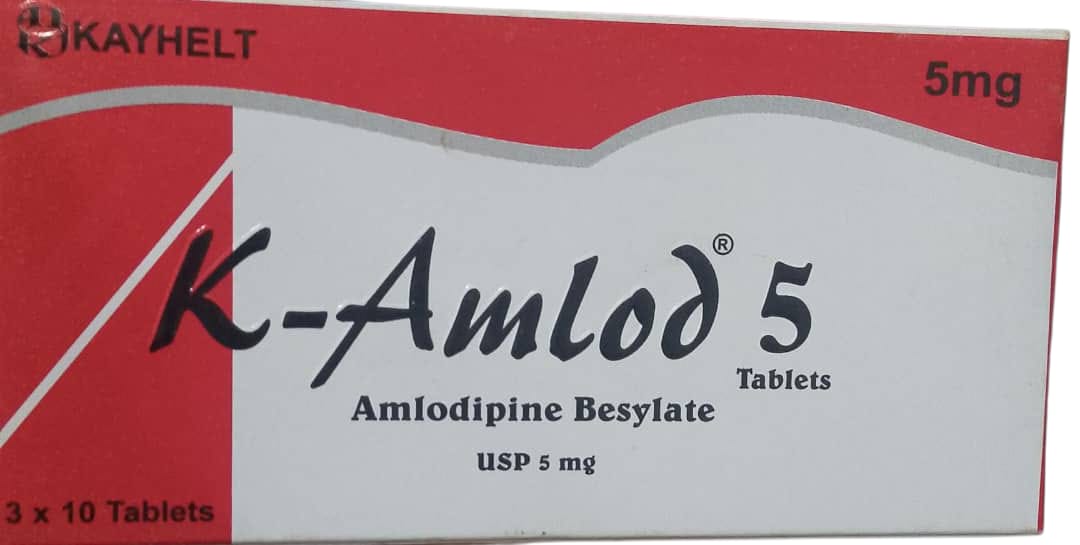 KAYHELT
5mg
K-Amlod® 5
Tablets
Amlodipine Besylate
USP 5 mg
3 x 10 Tablets